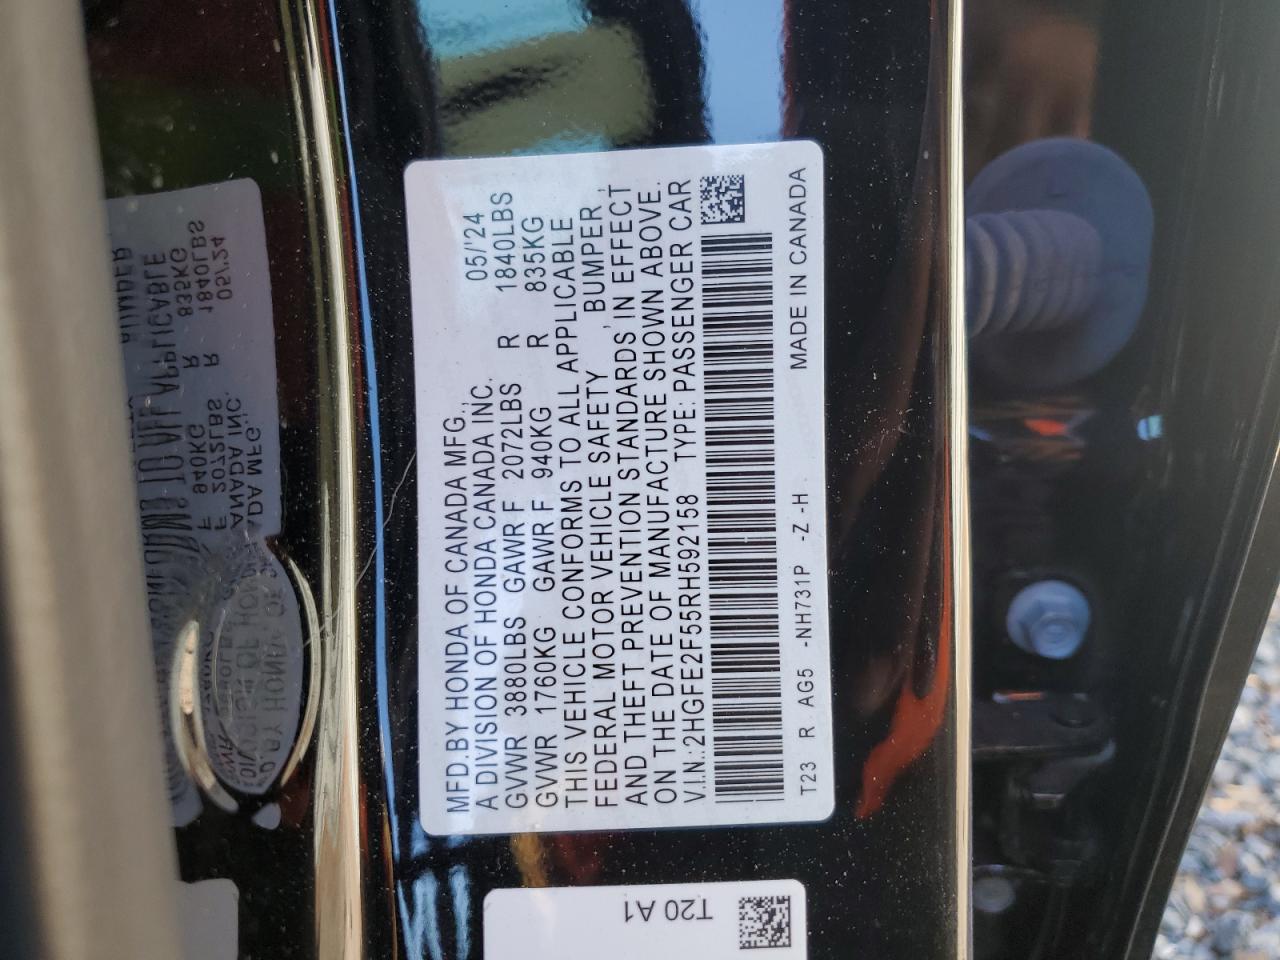 MFD.BY HONDA OF CANADA MFG.,
A DIVISION OF HONDA CANADA INC. 05/'24
GVWR 3880LBS GAWR F 2072LBS R 1840LBS
GVWR 1760KG GAWR F 940KG R 835KG
THIS VEHICLE CONFORMS TO ALL APPLICABLE
FEDERAL MOTOR VEHICLE SAFETY, BUMPER,
AND THEFT PREVENTION STANDARDS IN EFFECT
ON THE DATE OF MANUFACTURE SHOWN ABOVE.
V.I.N.:2HGFE2F55RH592158 TYPE:PASSENGER CAR
T23 R AG5 -NH731P -Z -H MADE IN CANADA
T20 A1